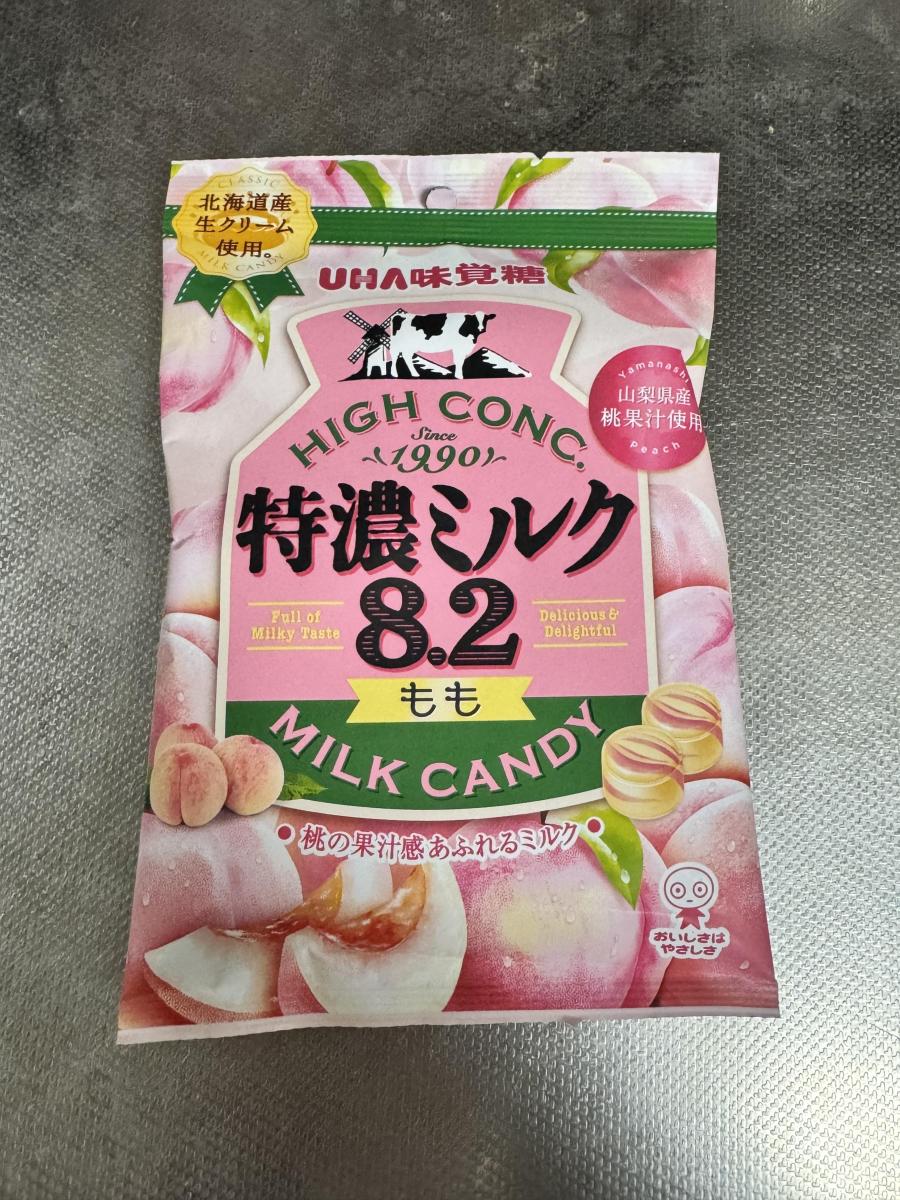 CLASSIC
北海道産
生クリーム
使用。
MILK CANDY
UHA味覚糖
Yamanashi
山梨県産
桃果汁使用
Peach
HIGH CONC.
Since
1990
特濃ミルク
8.2
Full of
Milky Taste
Delicious &
Delightful
もも
MILK CANDY
桃の果汁感あふれるミルク
おいしさは
やさしさ